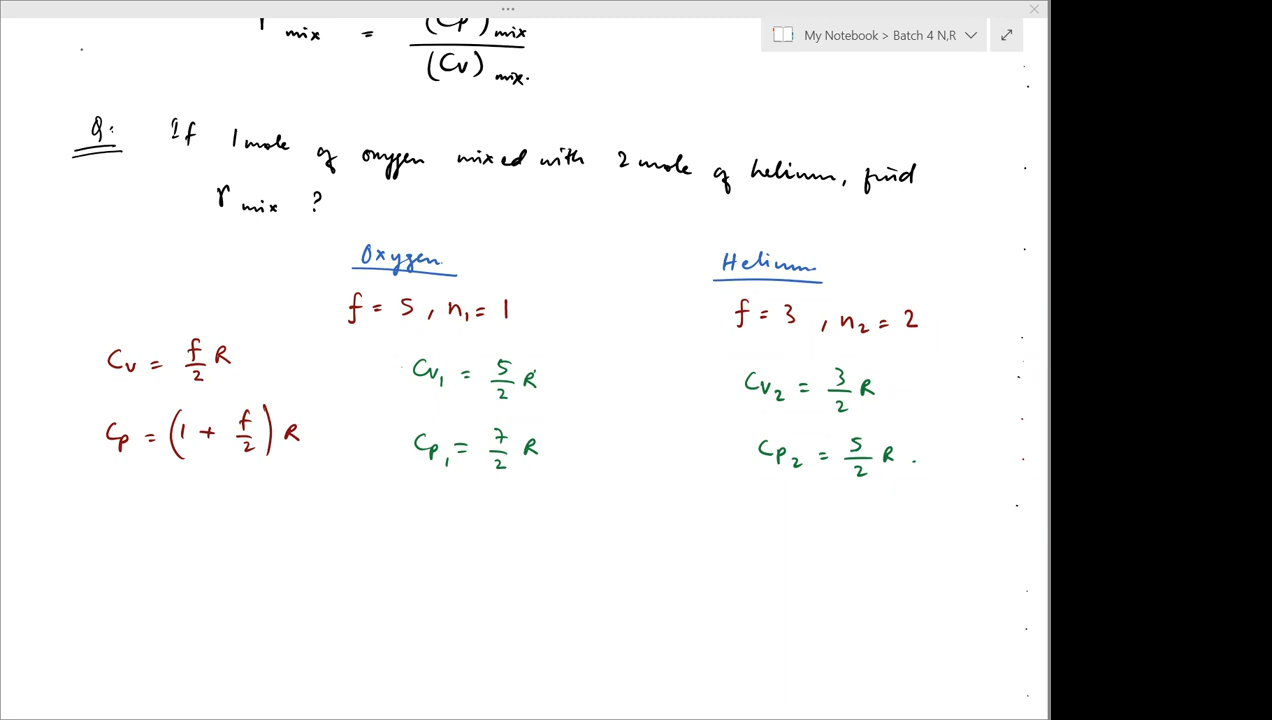 γ mix = (Cp) mix / (Cv) mix.
My Notebook > Batch 4 N,R
Q: If 1 mole of oxygen mixed with 2 mole of helium, find
γ mix ?
Oxygen. Helium
f = 5, n₁ = 1 f = 3, n₂ = 2
Cv = f/2 R Cv₁ = 5/2 R Cv₂ = 3/2 R
Cp = (1 + f/2) R Cp₁ = 7/2 R Cp₂ = 5/2 R.